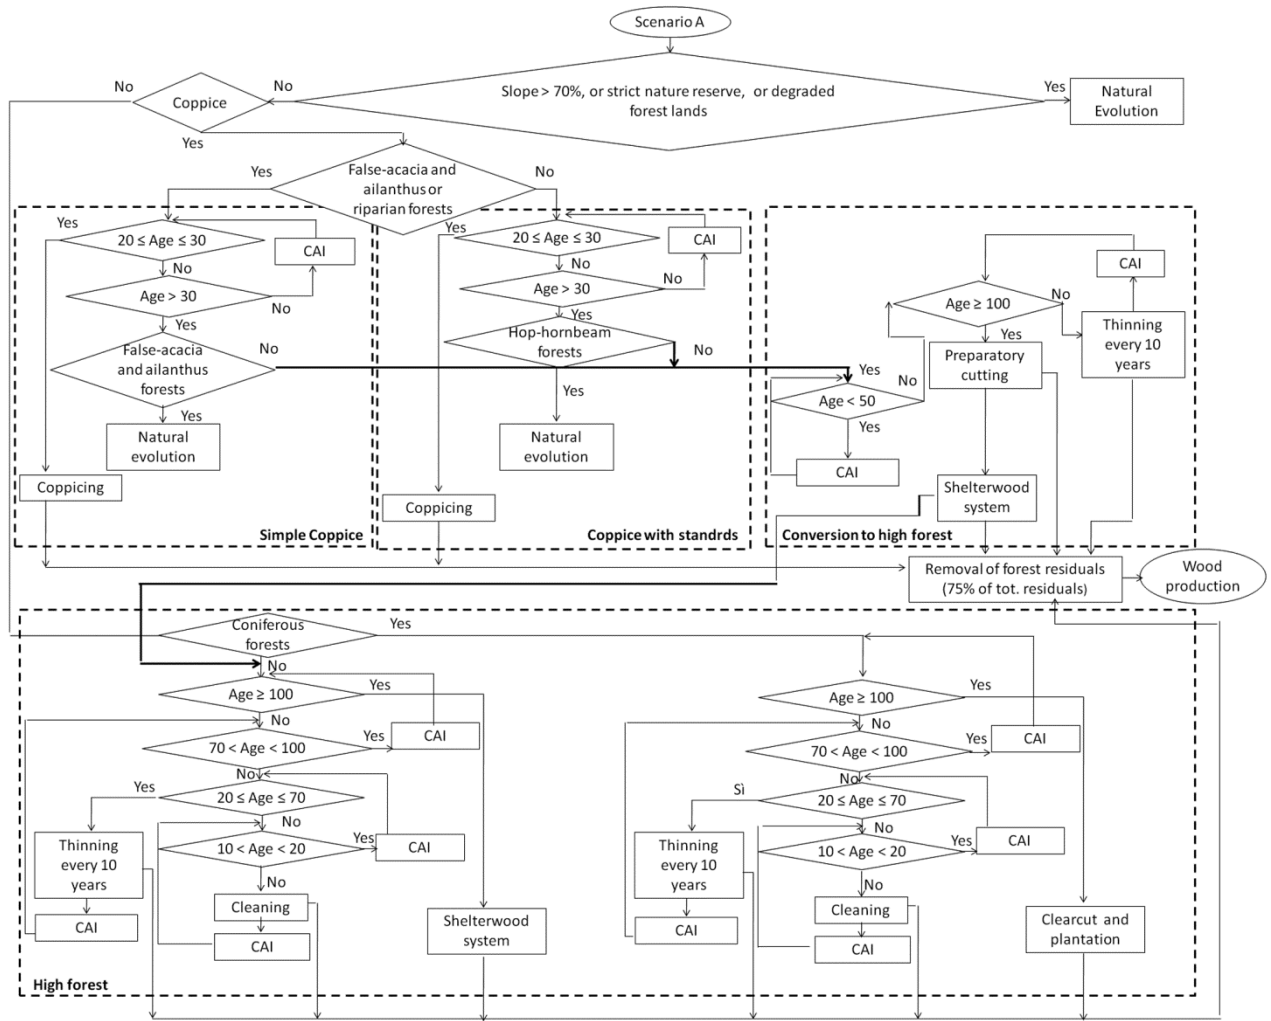 Scenario A
Slope > 70%, or strict nature reserve, or degraded
forest lands
Yes
Natural
Evolution
No
Coppice
No
Yes
False-acacia and
ailanthus or
riparian forests
Yes
No
Yes
20 ≤ Age ≤ 30
CAI
No
Age > 30
No
Yes
False-acacia
and ailanthus
forests
No
Yes
Natural
evolution
Coppicing
Simple Coppice
Yes
20 ≤ Age ≤ 30
CAI
No
Age > 30
No
Yes
Hop-hornbeam
forests
No
Yes
Natural
evolution
Coppicing
Coppice with standrds
CAI
Age ≥ 100
No
Yes
Thinning
every 10
years
Preparatory
cutting
Yes
No
Age < 50
Yes
CAI
Shelterwood
system
Conversion to high forest
Removal of forest residuals
(75% of tot. residuals)
Wood
production
Coniferous
forests
Yes
No
Age ≥ 100
Yes
No
70 < Age < 100
Yes
CAI
No
20 ≤ Age ≤ 70
Yes
No
10 < Age < 20
Yes
CAI
No
Thinning
every 10
years
CAI
Cleaning
CAI
Shelterwood
system
Age ≥ 100
Yes
No
70 < Age < 100
Yes
CAI
No
20 ≤ Age ≤ 70
Sì
No
10 < Age < 20
Yes
CAI
No
Thinning
every 10
years
CAI
Cleaning
CAI
Clearcut and
plantation
High forest